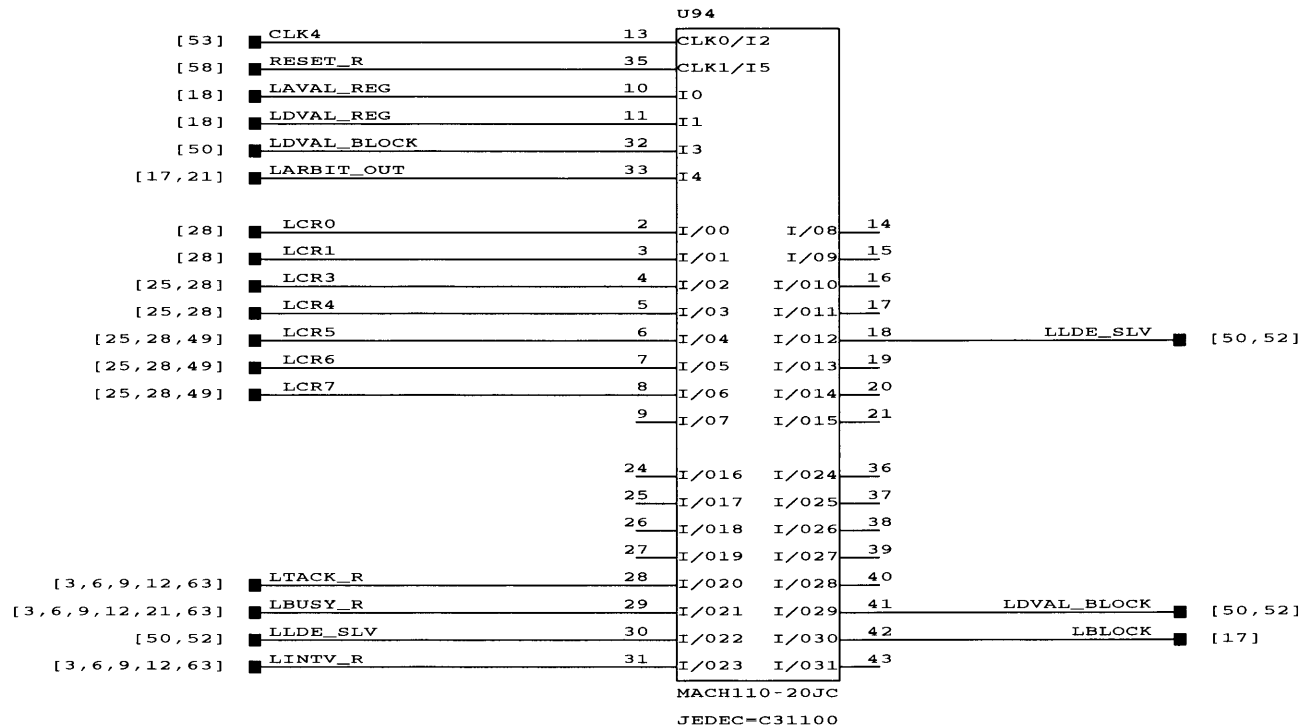 U94
[53] CLK4 13 CLK0/I2
[58] RESET_R 35 CLK1/I5
[18] LAVAL_REG 10 I0
[18] LDVAL_REG 11 I1
[50] LDVAL_BLOCK 32 I3
[17,21] LARBIT_OUT 33 I4
[28] LCR0 2 I/O0 I/O8 14
[28] LCR1 3 I/O1 I/O9 15
[25,28] LCR3 4 I/O2 I/O10 16
[25,28] LCR4 5 I/O3 I/O11 17
[25,28,49] LCR5 6 I/O4 I/O12 18 LLDE_SLV [50,52]
[25,28,49] LCR6 7 I/O5 I/O13 19
[25,28,49] LCR7 8 I/O6 I/O14 20
9 I/O7 I/O15 21
24 I/O16 I/O24 36
25 I/O17 I/O25 37
26 I/O18 I/O26 38
27 I/O19 I/O27 39
[3,6,9,12,63] LTACK_R 28 I/O20 I/O28 40
[3,6,9,12,21,63] LBUSY_R 29 I/O21 I/O29 41 LDVAL_BLOCK [50,52]
[50,52] LLDE_SLV 30 I/O22 I/O30 42 LBLOCK [17]
[3,6,9,12,63] LINTV_R 31 I/O23 I/O31 43
MACH110-20JC
JEDEC=C31100